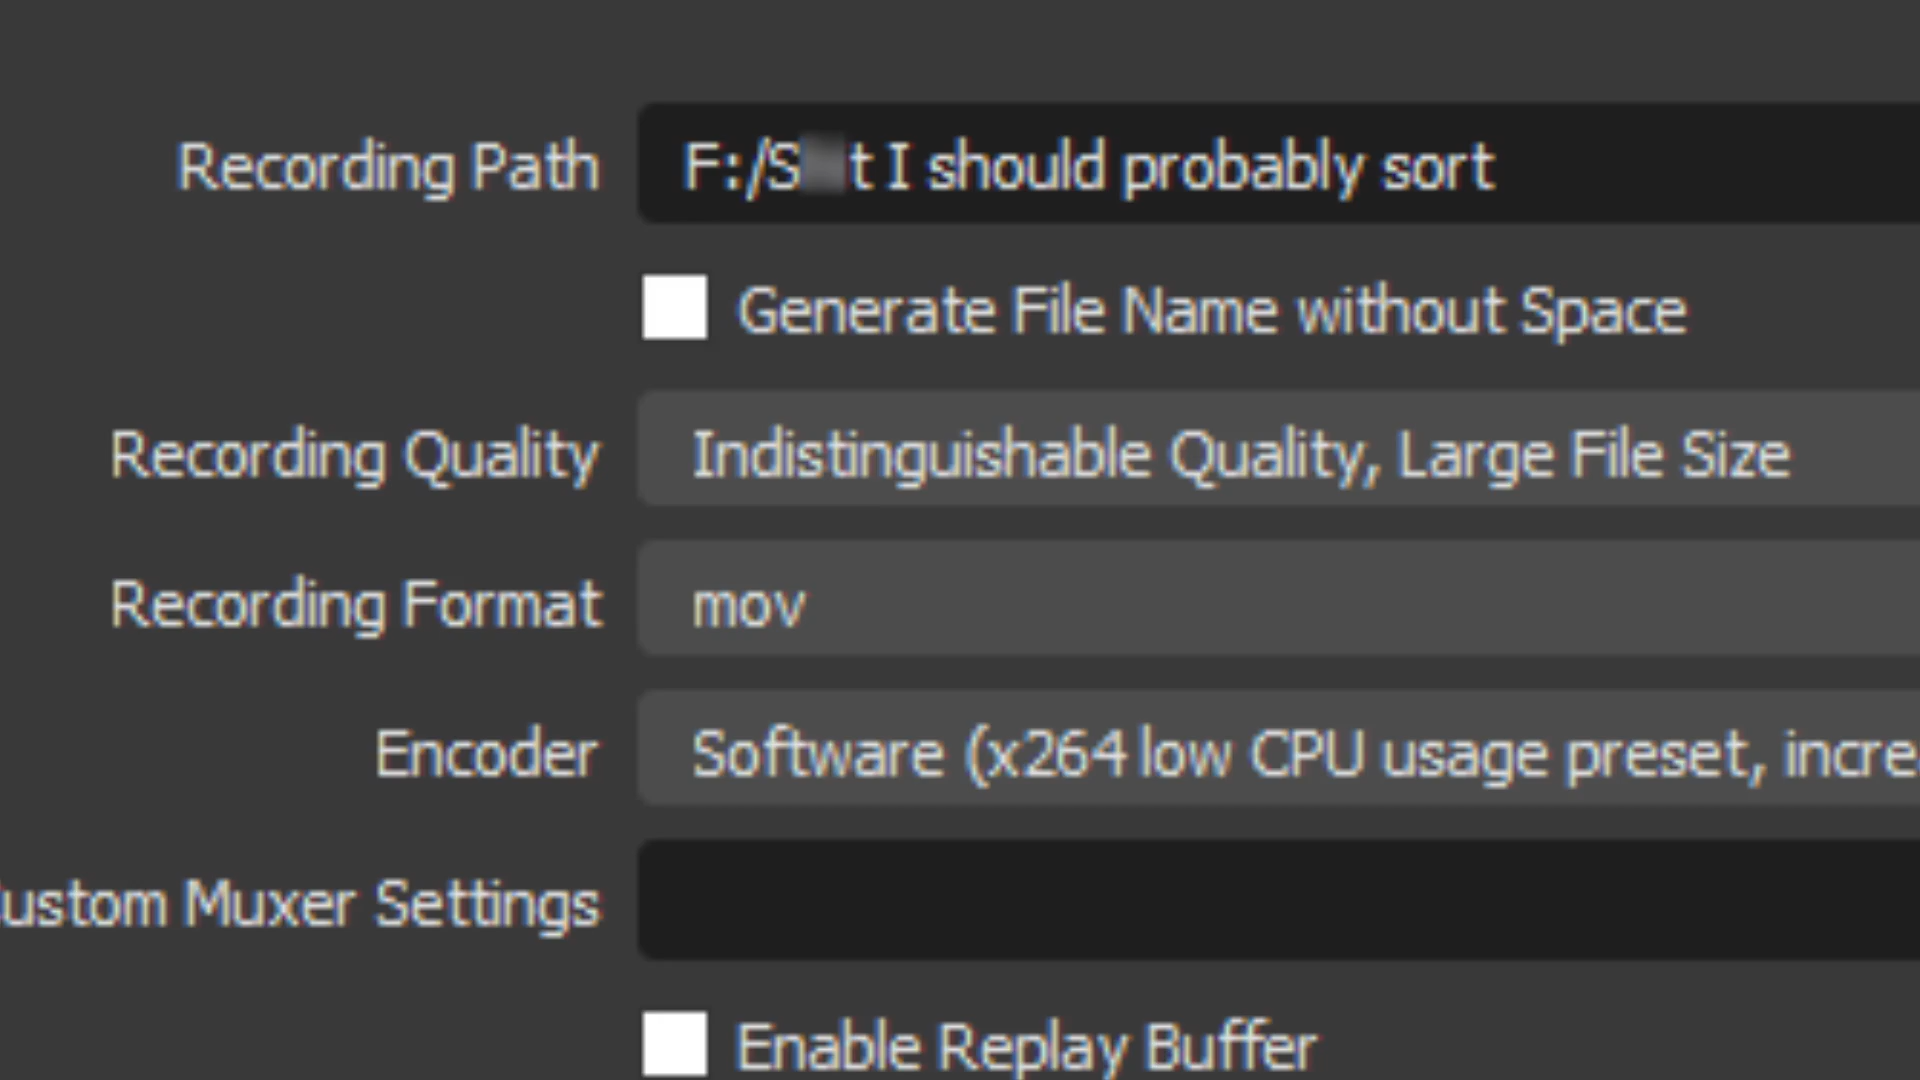 Recording Path F:/S t I should probably sort
Generate File Name without Space
Recording Quality Indistinguishable Quality, Large File Size
Recording Format mov
Encoder Software (x264 low CPU usage preset, incre
ustom Muxer Settings
Enable Replay Buffer